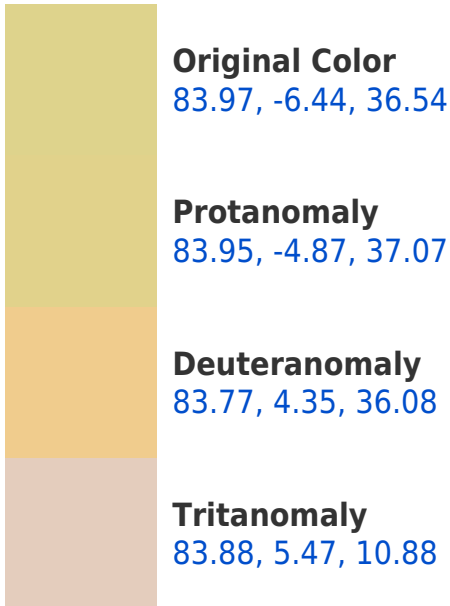 Original Color
83.97, -6.44, 36.54
Protanomaly
83.95, -4.87, 37.07
Deuteranomaly
83.77, 4.35, 36.08
Tritanomaly
83.88, 5.47, 10.88